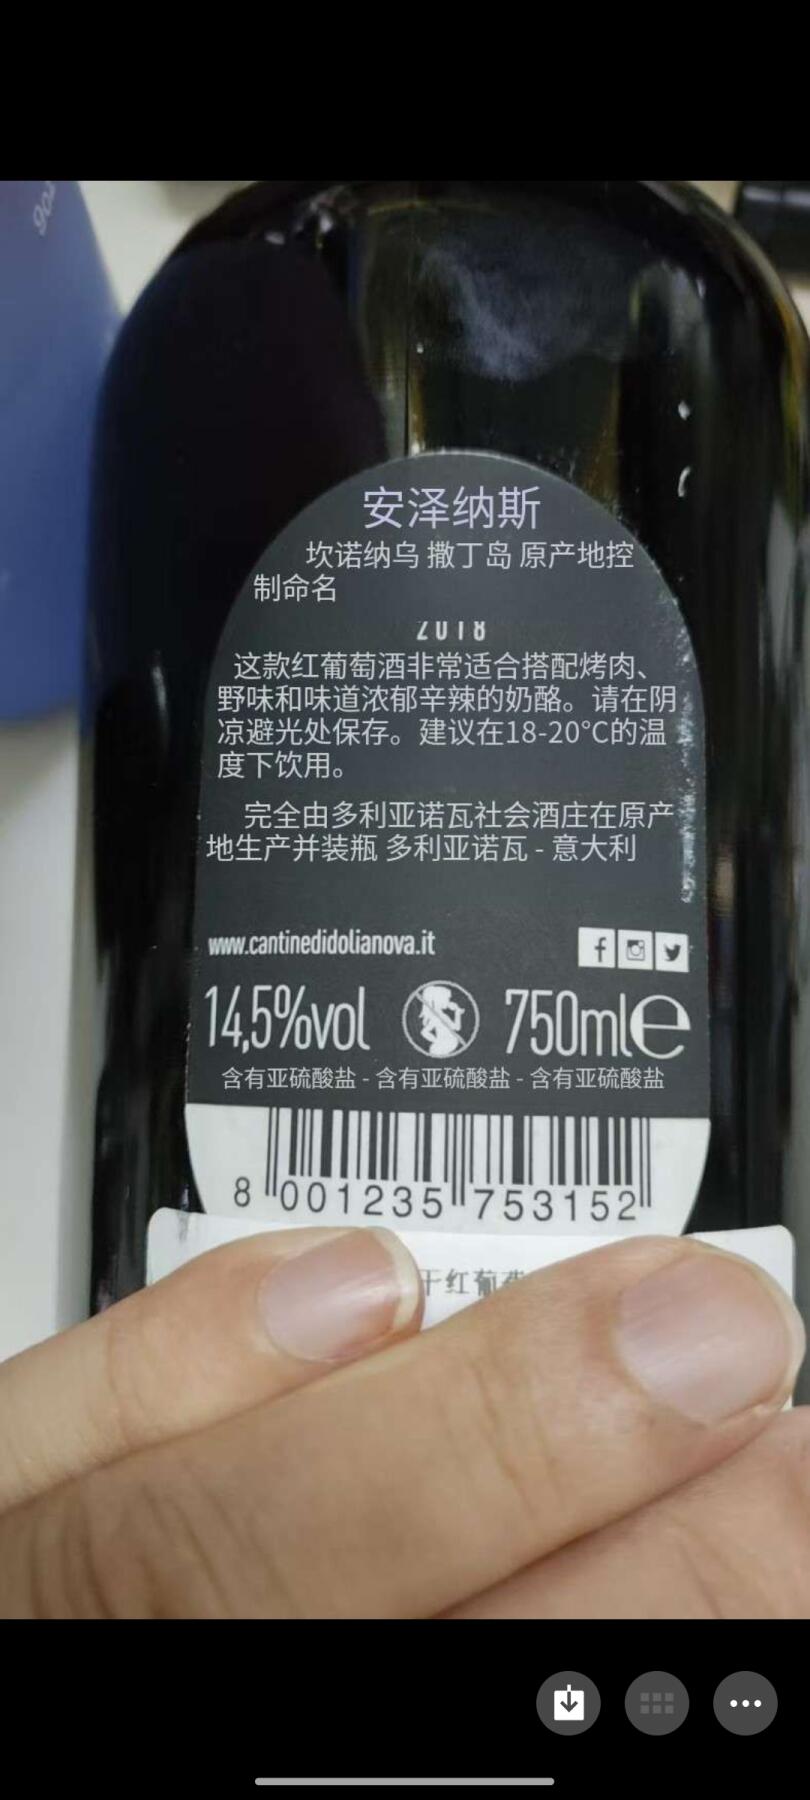 安泽纳斯
坎诺纳乌 撒丁岛 原产地控
制命名
2018
这款红葡萄酒非常适合搭配烤肉、
野味和味道浓郁辛辣的奶酪。请在阴
凉避光处保存。建议在18-20°C的温
度下饮用。
完全由多利亚诺瓦社会酒庄在原产
地生产并装瓶 多利亚诺瓦 - 意大利
www.cantinedidolianova.it
14,5%vol 750ml e
含有亚硫酸盐 - 含有亚硫酸盐 - 含有亚硫酸盐
8 001235 753152
干红葡